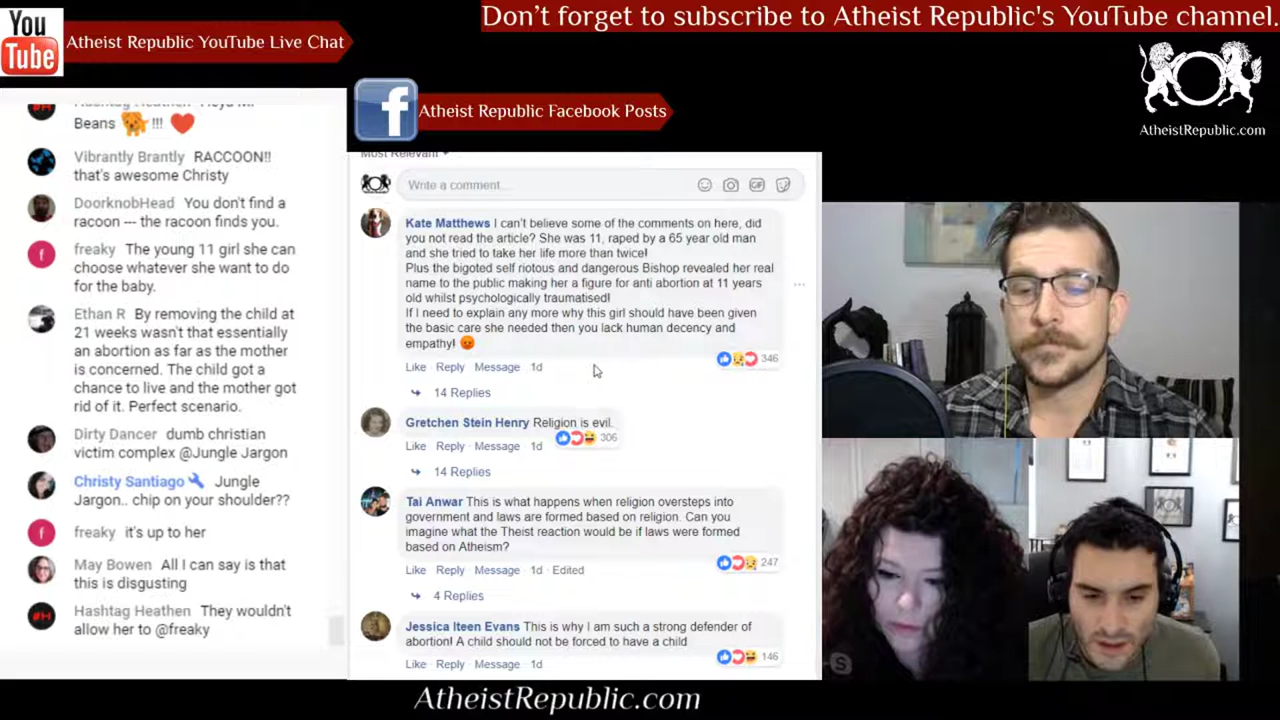 You
Tube
Atheist Republic YouTube Live Chat
Don't forget to subscribe to Atheist Republic's YouTube channel.
AtheistRepublic.com
Atheist Republic Facebook Posts
Hashtag Heathen
Beans 🐕 !!! ❤️
Vibrantly Brantly RACCOON!!
that's awesome Christy
DoorknobHead You don't find a
racoon --- the racoon finds you.
f
freaky The young 11 girl she can
choose whatever she want to do
for the baby.
Ethan R By removing the child at
21 weeks wasn't that essentially
an abortion as far as the mother
is concerned. The child got a
chance to live and the mother got
rid of it. Perfect scenario.
Dirty Dancer dumb christian
victim complex @Jungle Jargon
Christy Santiago Jungle
Jargon.. chip on your shoulder??
f
freaky it's up to her
May Bowen All I can say is that
this is disgusting
Hashtag Heathen They wouldn't
allow her to @freaky
Most Relevant
Write a comment...
GIF
Kate Matthews I can't believe some of the comments on here, did
you not read the article? She was 11, raped by a 65 year old man
and she tried to take her life more than twice!
Plus the bigoted self riotous and dangerous Bishop revealed her real
name to the public making her a figure for anti abortion at 11 years
old whilst psychologically traumatised!
If I need to explain any more why this girl should have been given
the basic care she needed then you lack human decency and
empathy! 😡
346
Like · Reply · Message · 1d
14 Replies
Gretchen Stein Henry Religion is evil.
306
Like · Reply · Message · 1d
14 Replies
Tai Anwar This is what happens when religion oversteps into
government and laws are formed based on religion. Can you
imagine what the Theist reaction would be if laws were formed
based on Atheism?
247
Like · Reply · Message · 1d · Edited
4 Replies
Jessica Iteen Evans This is why I am such a strong defender of
abortion! A child should not be forced to have a child
146
Like · Reply · Message · 1d
AtheistRepublic.com